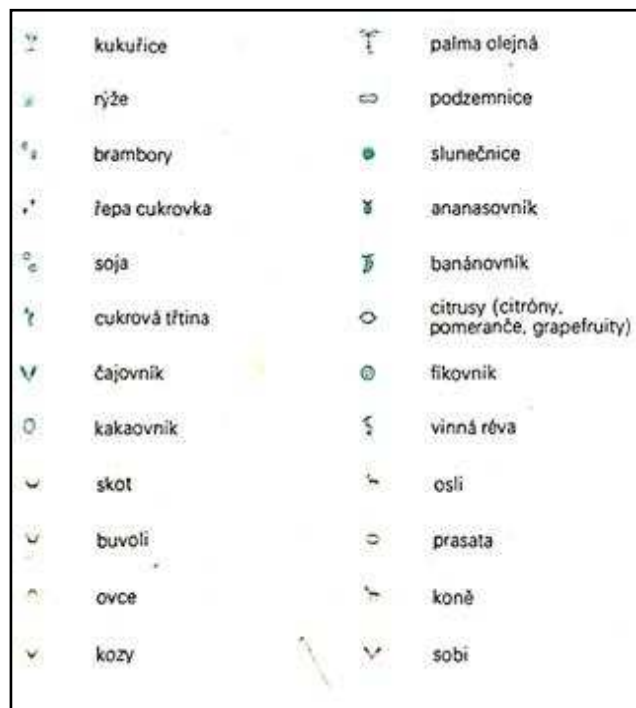 kukuřice
rýže
brambory
řepa cukrovka
soja
cukrová třtina
čajovník
kakaovník
skot
buvoli
ovce
kozy
palma olejná
podzemnice
slunečnice
ananasovník
banánovník
citrusy (citróny,
pomeranče, grapefruity)
fíkovník
vinná réva
osli
prasata
koně
sobi